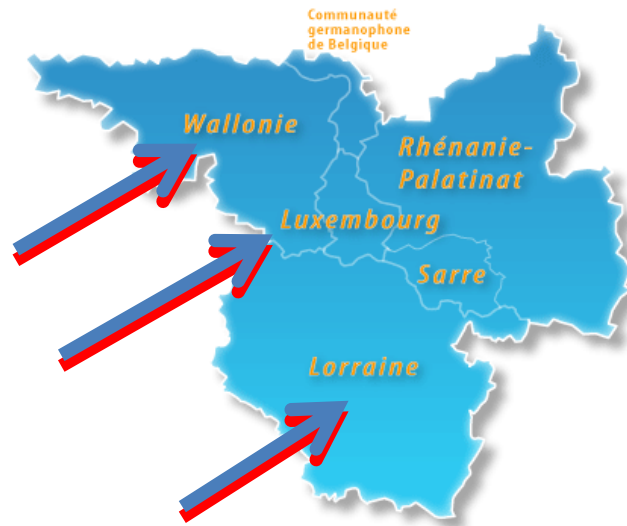 Communauté
germanophone
de Belgique
Wallonie
Rhénanie-
Palatinat
Luxembourg
Sarre
Lorraine